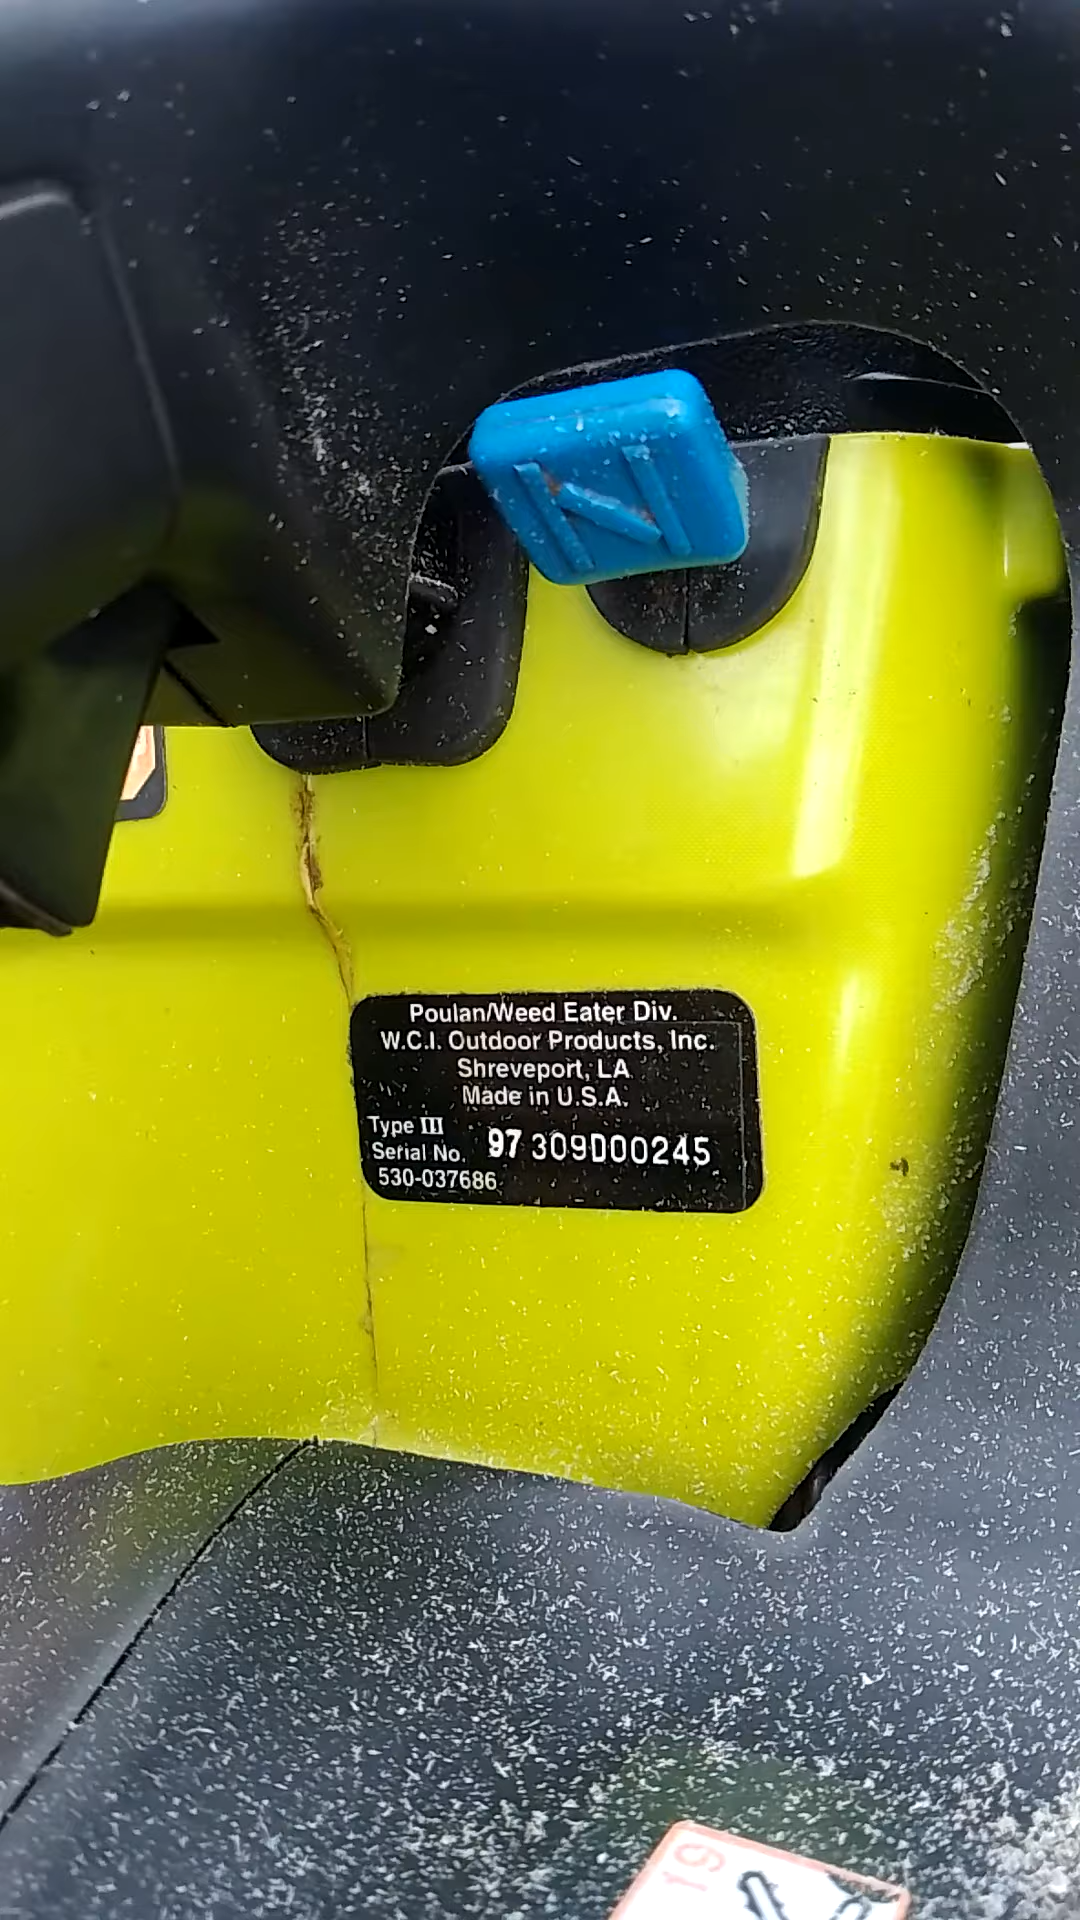 Poulan/Weed Eater Div.
W.C.I. Outdoor Products, Inc.
Shreveport, LA
Made in U.S.A.
Type III
Serial No. 97 309D00245
530-037686
19